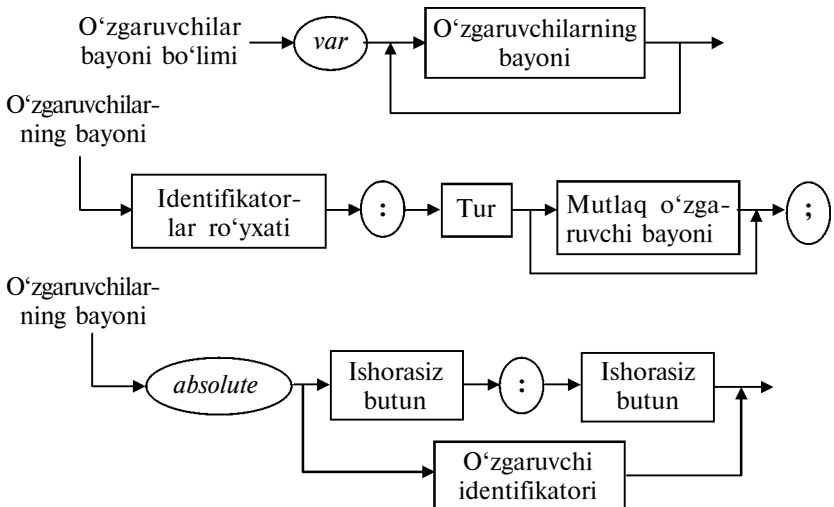 O‘zgaruvchilar
bayoni bo‘limi
var
O‘zgaruvchilarning
bayoni
O‘zgaruvchilar-
ning bayoni
Identifikator-
lar ro‘yxati
:
Tur
Mutlaq o‘zga-
ruvchi bayoni
;
O‘zgaruvchilar-
ning bayoni
absolute
Ishorasiz
butun
:
Ishorasiz
butun
O‘zgaruvchi
identifikatori